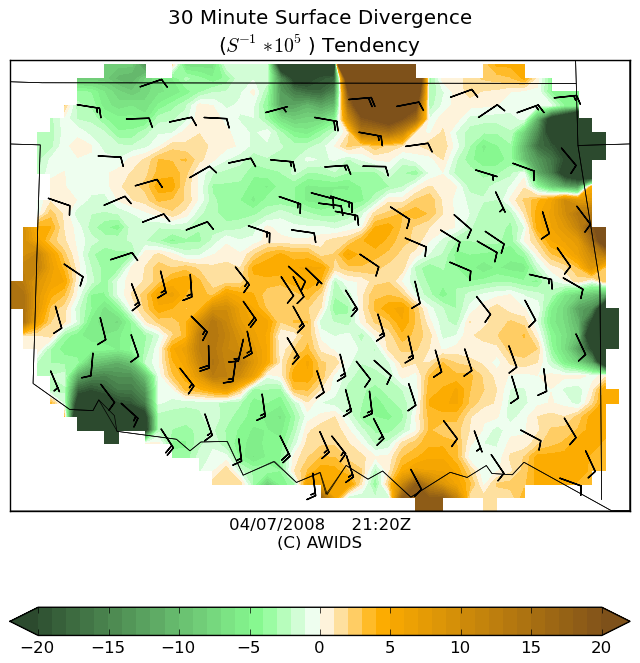 30 Minute Surface Divergence
(S⁻¹ * 10⁵ ) Tendency
04/07/2008 21:20Z
(C) AWIDS
−20 −15 −10 −5 0 5 10 15 20